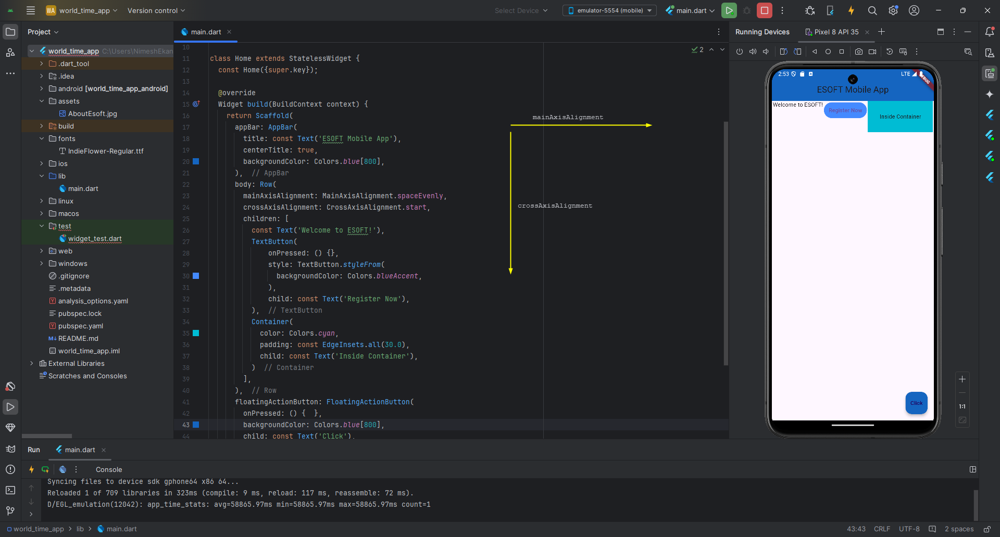 WA world_time_app Version control Select Device emulator-5554 (mobile) main.dart
Project
world_time_app C:\Users\NimeshEkan
.dart_tool
.idea
android [world_time_app_android]
assets
AboutEsoft.jpg
build
fonts
IndieFlower-Regular.ttf
ios
lib
main.dart
linux
macos
test
widget_test.dart
web
windows
.gitignore
.metadata
analysis_options.yaml
pubspec.lock
pubspec.yaml
README.md
world_time_app.iml
External Libraries
Scratches and Consoles
main.dart
2
10
11 class Home extends StatelessWidget {
12 const Home({super.key});
13
14 @override
15 Widget build(BuildContext context) {
16 return Scaffold(
17 appBar: AppBar(
18 title: const Text('ESOFT Mobile App'),
19 centerTitle: true,
20 backgroundColor: Colors.blue[800],
21 ), // AppBar
22 body: Row(
23 mainAxisAlignment: MainAxisAlignment.spaceEvenly,
24 crossAxisAlignment: CrossAxisAlignment.start,
25 children: [
26 const Text('Welcome to ESOFT!'),
27 TextButton(
28 onPressed: () {},
29 style: TextButton.styleFrom(
30 backgroundColor: Colors.blueAccent,
31 ),
32 child: const Text('Register Now'),
33 ), // TextButton
34 Container(
35 color: Colors.cyan,
36 padding: const EdgeInsets.all(30.0),
37 child: const Text('Inside Container'),
38 ) // Container
39 ],
40 ), // Row
41 floatingActionButton: FloatingActionButton(
42 onPressed: () { },
43 backgroundColor: Colors.blue[800],
44 child: const Text('Click'),
mainAxisAlignment
crossAxisAlignment
Running Devices Pixel 8 API 35
2:53 LTE
DEBUG
ESOFT Mobile App
Welcome to ESOFT! Register Now Inside Container
Click
1:1
Run main.dart
Console
Syncing files to device sdk gphone64 x86 64...
Reloaded 1 of 709 libraries in 323ms (compile: 9 ms, reload: 117 ms, reassemble: 72 ms).
D/EGL_emulation(12042): app_time_stats: avg=58865.97ms min=58865.97ms max=58865.97ms count=1
world_time_app > lib > main.dart 43:43 CRLF UTF-8 2 spaces